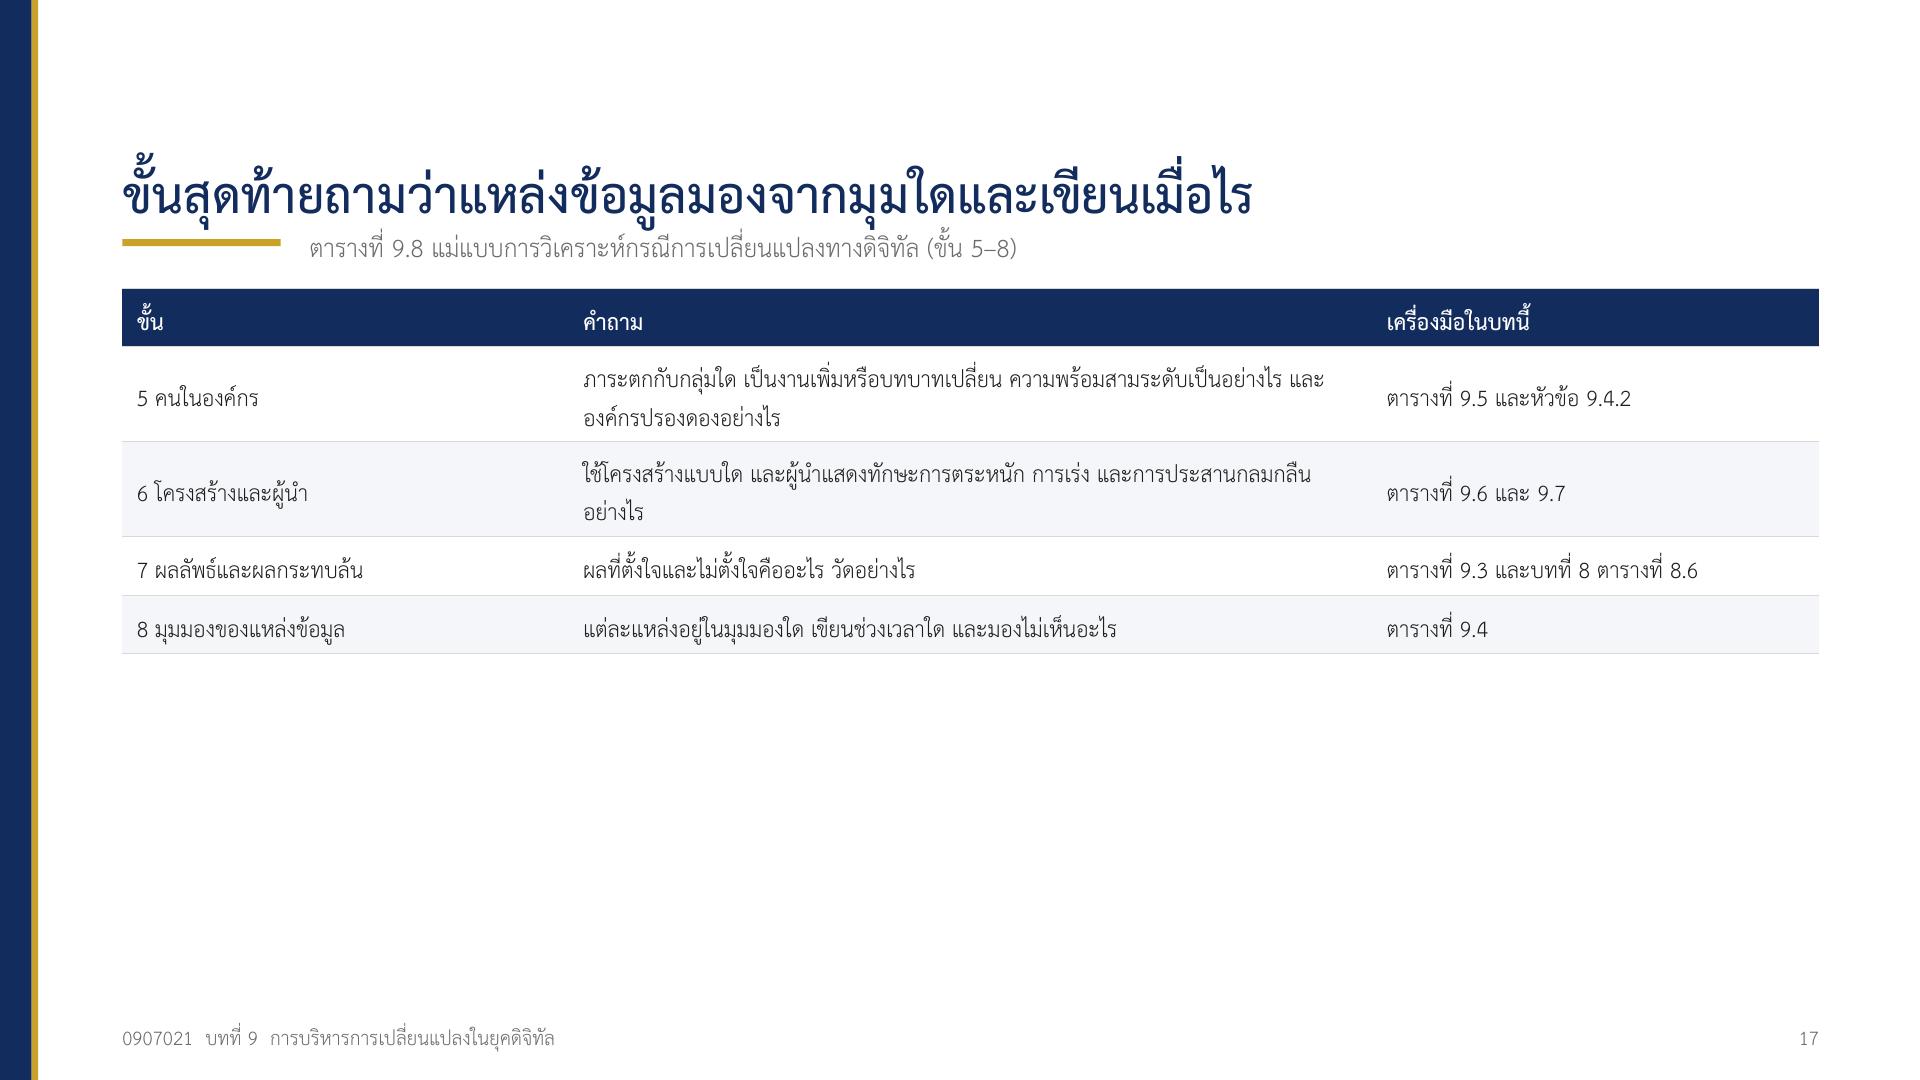 ขั้นสุดท้ายถามว่าแหล่งข้อมูลมองจากมุมใดและเขียนเมื่อไร
ตารางที่ 9.8 แม่แบบการวิเคราะห์กรณีการเปลี่ยนแปลงทางดิจิทัล (ขั้น 5–8)
ขั้น คำถาม เครื่องมือในบทนี้
5 คนในองค์กร
ภาระตกกับกลุ่มใด เป็นงานเพิ่มหรือบทบาทเปลี่ยน ความพร้อมสามระดับเป็นอย่างไร และ
องค์กรปรองดองอย่างไร
ตารางที่ 9.5 และหัวข้อ 9.4.2
6 โครงสร้างและผู้นำ
ใช้โครงสร้างแบบใด และผู้นำแสดงทักษะการตระหนัก การเร่ง และการประสานกลมกลืน
อย่างไร
ตารางที่ 9.6 และ 9.7
7 ผลลัพธ์และผลกระทบล้น ผลที่ตั้งใจและไม่ตั้งใจคืออะไร วัดอย่างไร ตารางที่ 9.3 และบทที่ 8 ตารางที่ 8.6
8 มุมมองของแหล่งข้อมูล แต่ละแหล่งอยู่ในมุมมองใด เขียนช่วงเวลาใด และมองไม่เห็นอะไร ตารางที่ 9.4
0907021 บทที่ 9 การบริหารการเปลี่ยนแปลงในยุคดิจิทัล 17